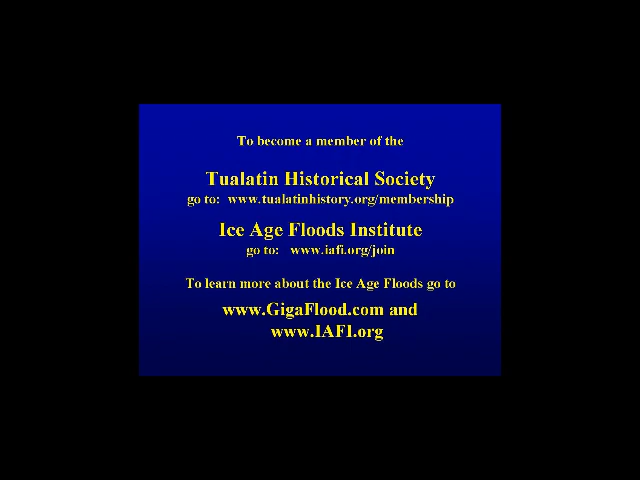 To become a member of the
Tualatin Historical Society
go to: www.tualatinhistory.org/membership
Ice Age Floods Institute
go to: www.iafi.org/join
To learn more about the Ice Age Floods go to
www.GigaFlood.com and
www.IAFI.org